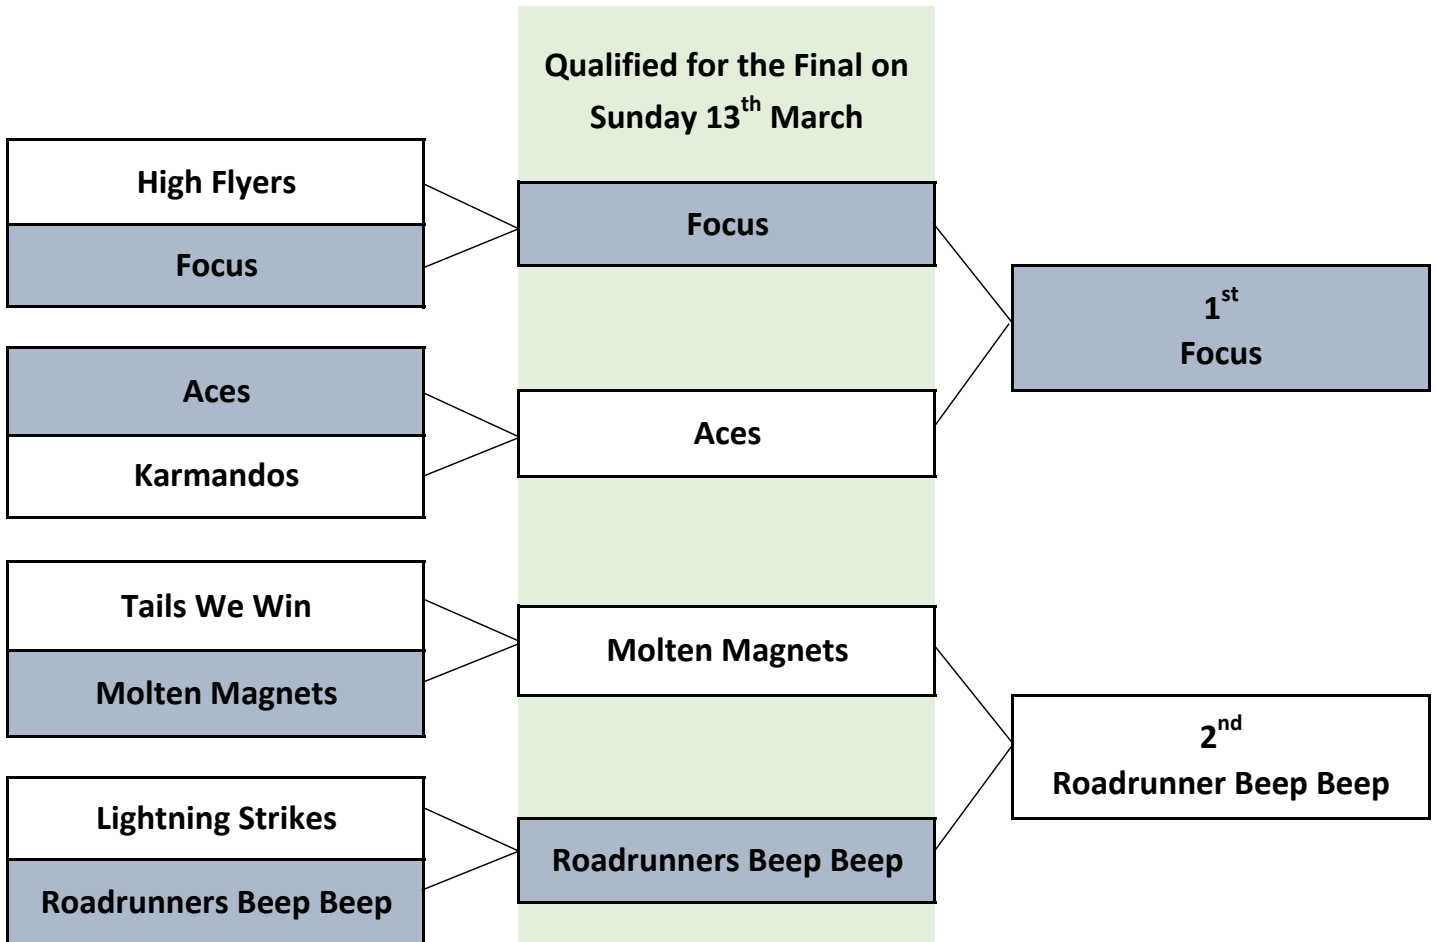 Qualified for the Final on
Sunday 13th March
High Flyers
Focus
Aces
Karmandos
Tails We Win
Molten Magnets
Lightning Strikes
Roadrunners Beep Beep
Focus
Aces
Molten Magnets
Roadrunners Beep Beep
1st
Focus
2nd
Roadrunner Beep Beep